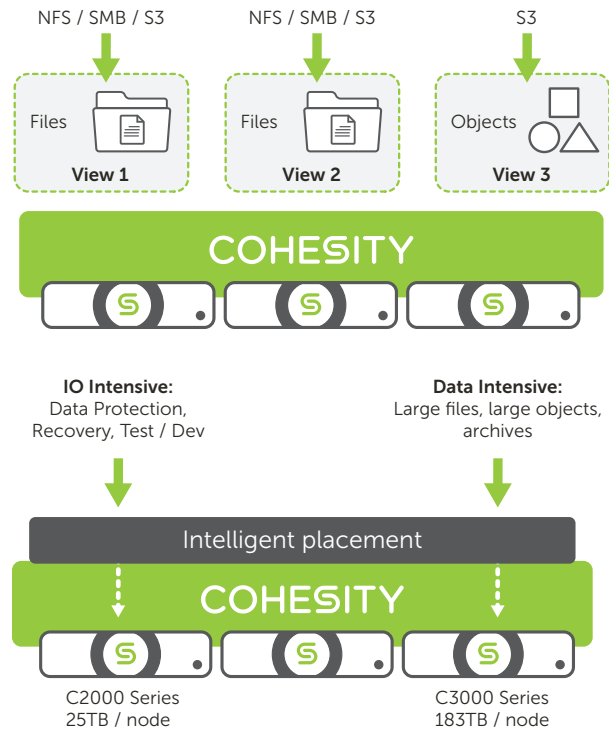 NFS / SMB / S3
NFS / SMB / S3
S3
Files
View 1
Files
View 2
Objects
View 3
COHESITY
S
S
S
IO Intensive:
Data Protection,
Recovery, Test / Dev
Data Intensive:
Large files, large objects,
archives
Intelligent placement
COHESITY
S
S
S
C2000 Series
25TB / node
C3000 Series
183TB / node